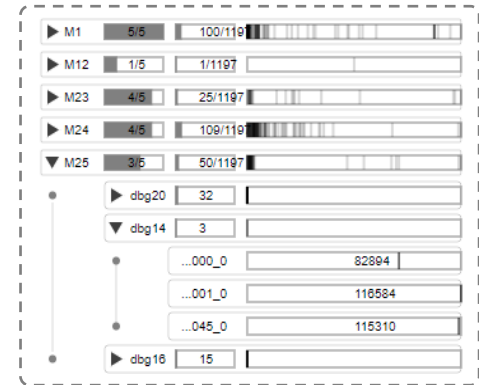 M1 5/5 100/1197
M12 1/5 1/1197
M23 4/5 25/1197
M24 4/5 109/1197
M25 3/5 50/1197
dbg20 32
dbg14 3
...000_0 82894
...001_0 116584
...045_0 115310
dbg16 15